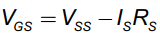 V_GS = V_SS − I_S R_S